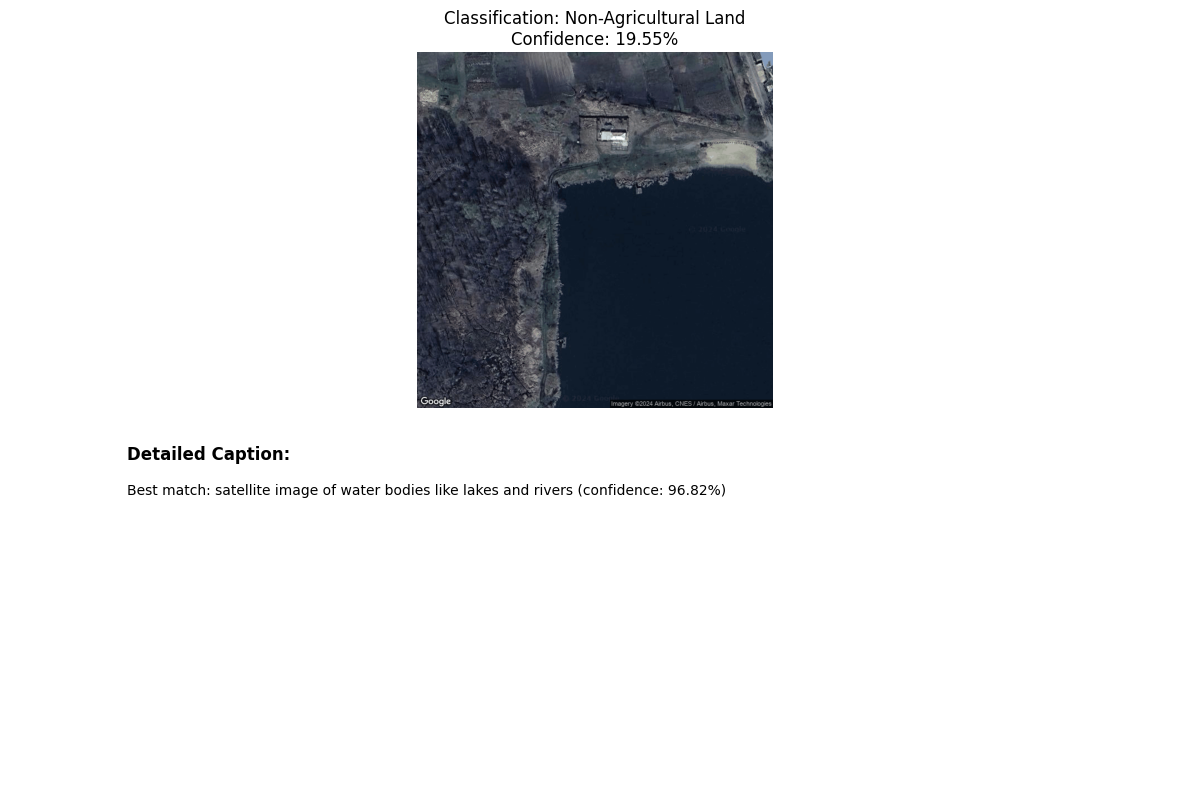 Classification: Non-Agricultural Land
Confidence: 19.55%
Google
Imagery ©2024 Airbus, CNES / Airbus, Maxar Technologies
Detailed Caption:
Best match: satellite image of water bodies like lakes and rivers (confidence: 96.82%)